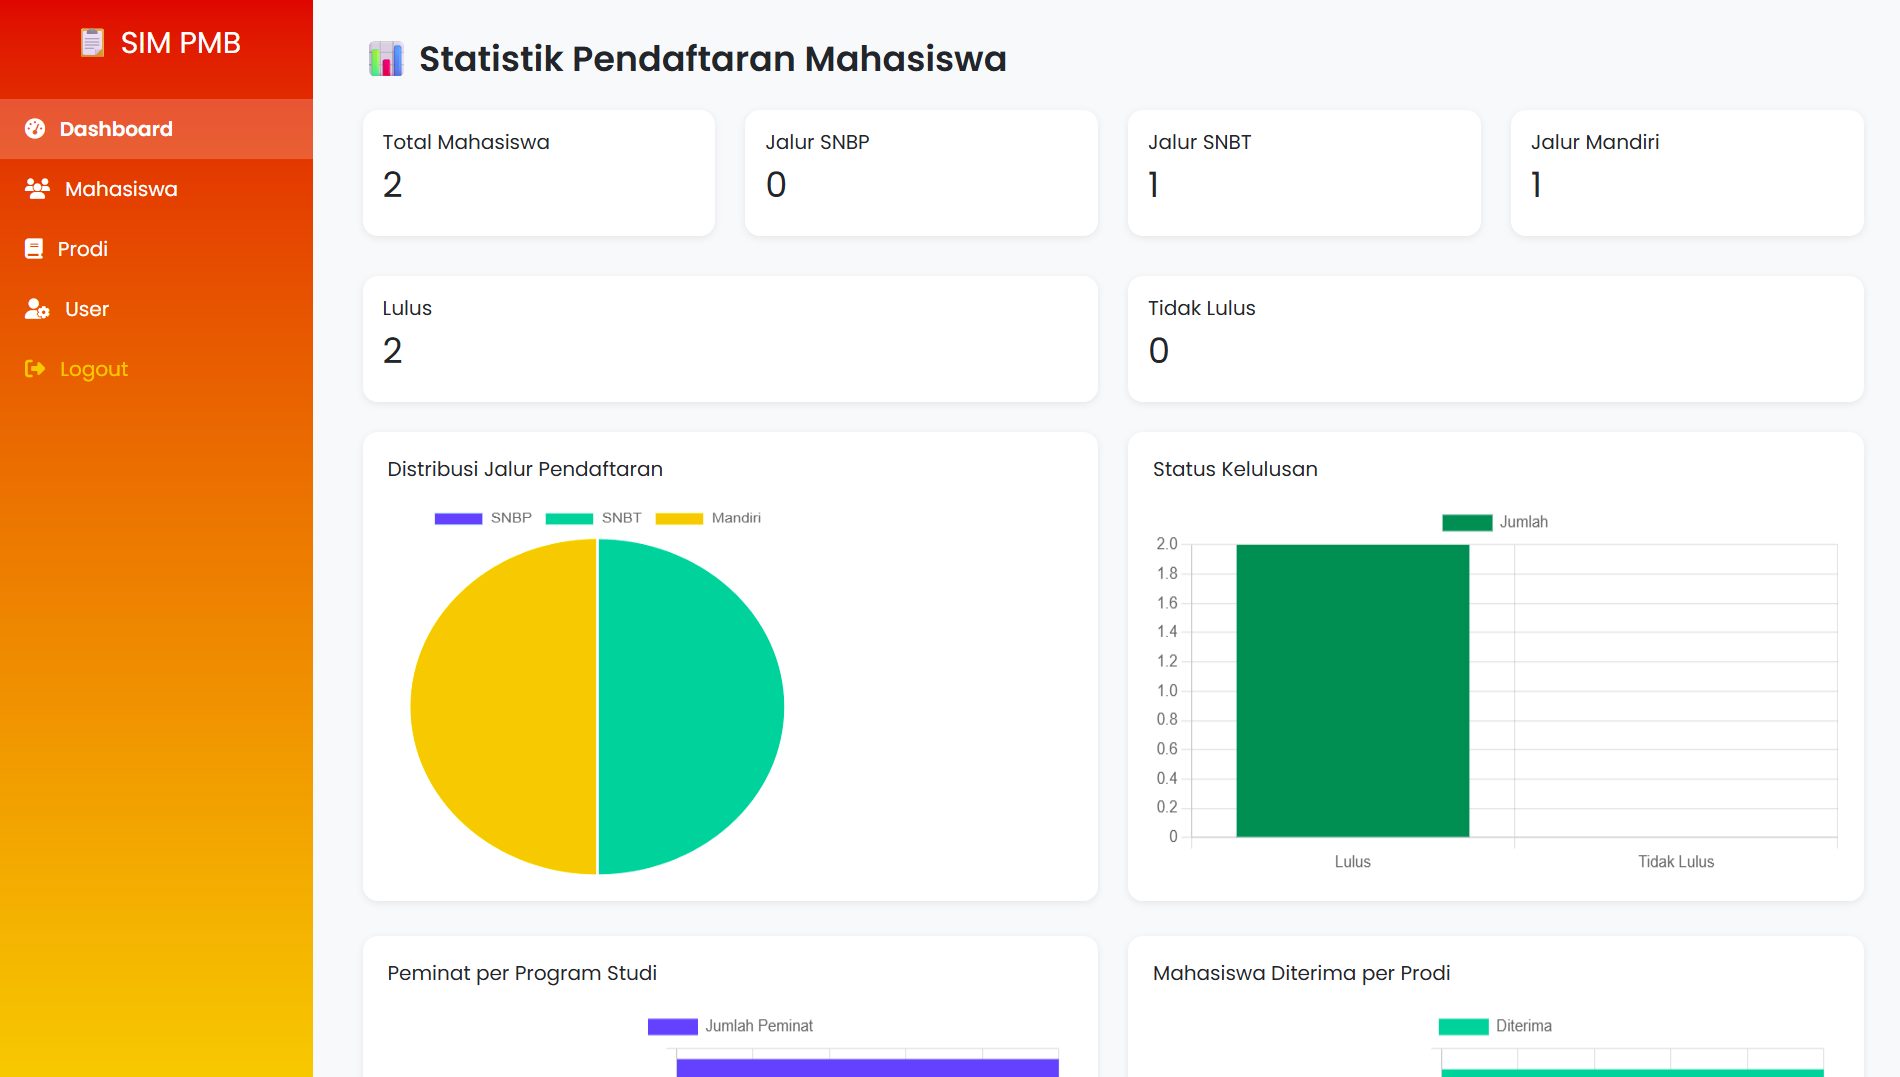 SIM PMB
Dashboard
Mahasiswa
Prodi
User
Logout
Statistik Pendaftaran Mahasiswa
Total Mahasiswa
2
Jalur SNBP
0
Jalur SNBT
1
Jalur Mandiri
1
Lulus
2
Tidak Lulus
0
Distribusi Jalur Pendaftaran
SNBP SNBT Mandiri
Status Kelulusan
Jumlah
2.0
1.8
1.6
1.4
1.2
1.0
0.8
0.6
0.4
0.2
0
Lulus Tidak Lulus
Peminat per Program Studi
Jumlah Peminat
Mahasiswa Diterima per Prodi
Diterima